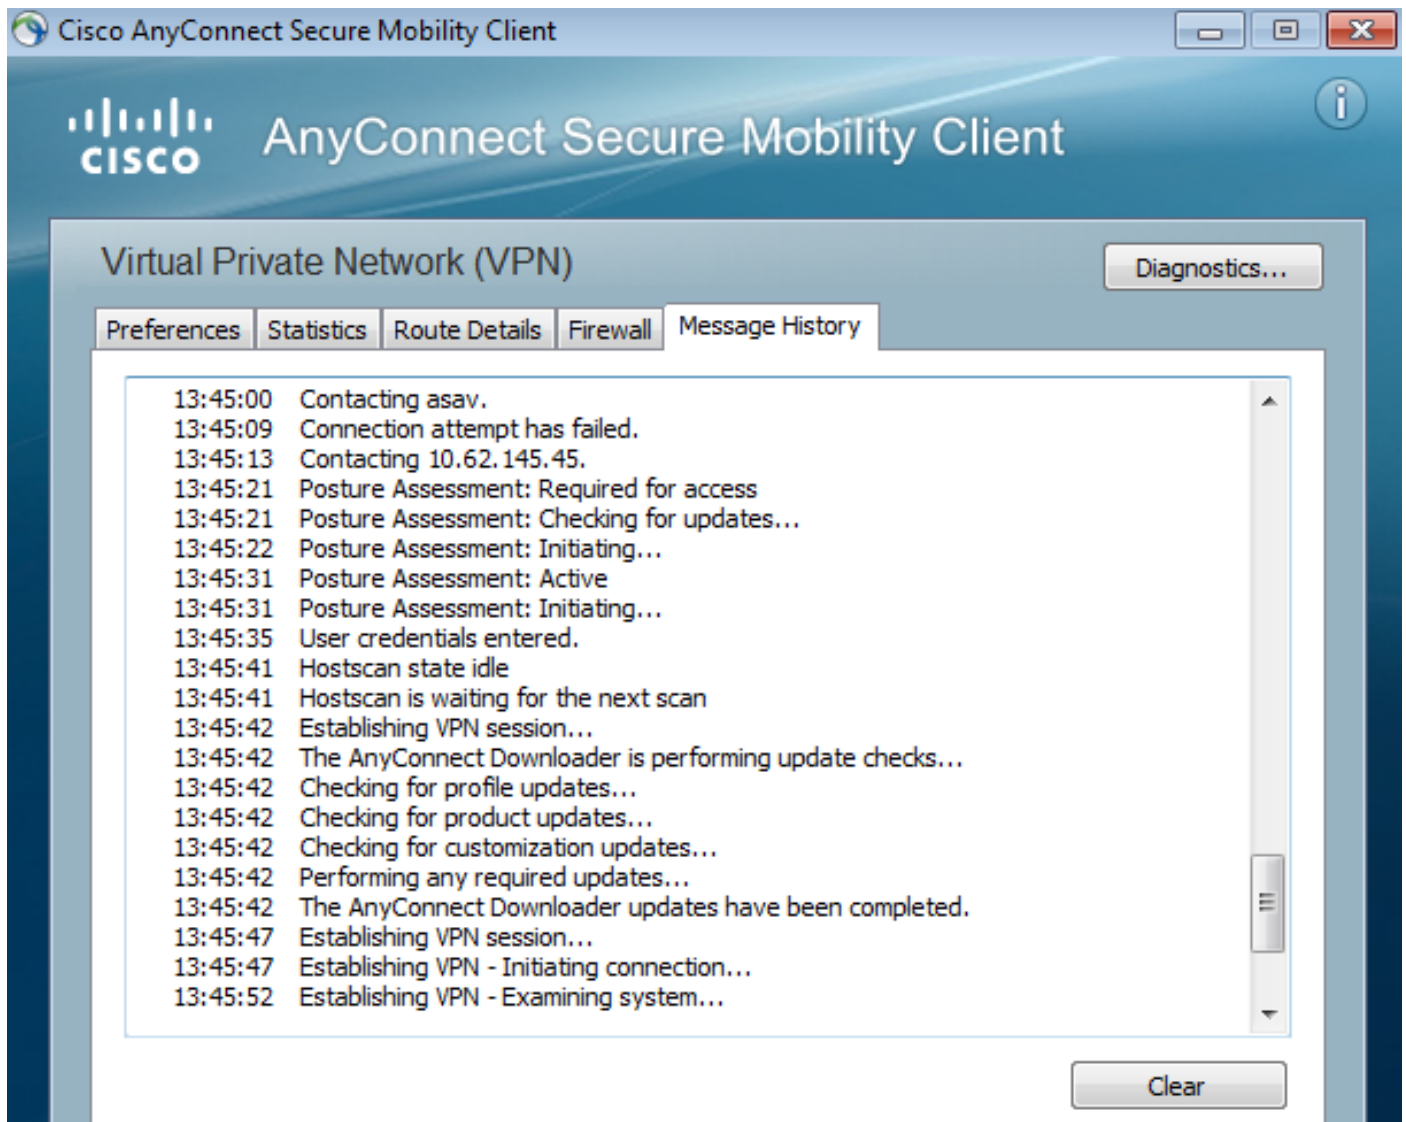 Cisco AnyConnect Secure Mobility Client
CISCO AnyConnect Secure Mobility Client
Virtual Private Network (VPN)
Diagnostics...
Preferences Statistics Route Details Firewall Message History
13:45:00 Contacting asav.
13:45:09 Connection attempt has failed.
13:45:13 Contacting 10.62.145.45.
13:45:21 Posture Assessment: Required for access
13:45:21 Posture Assessment: Checking for updates...
13:45:22 Posture Assessment: Initiating...
13:45:31 Posture Assessment: Active
13:45:31 Posture Assessment: Initiating...
13:45:35 User credentials entered.
13:45:41 Hostscan state idle
13:45:41 Hostscan is waiting for the next scan
13:45:42 Establishing VPN session...
13:45:42 The AnyConnect Downloader is performing update checks...
13:45:42 Checking for profile updates...
13:45:42 Checking for product updates...
13:45:42 Checking for customization updates...
13:45:42 Performing any required updates...
13:45:42 The AnyConnect Downloader updates have been completed.
13:45:47 Establishing VPN session...
13:45:47 Establishing VPN - Initiating connection...
13:45:52 Establishing VPN - Examining system...
Clear